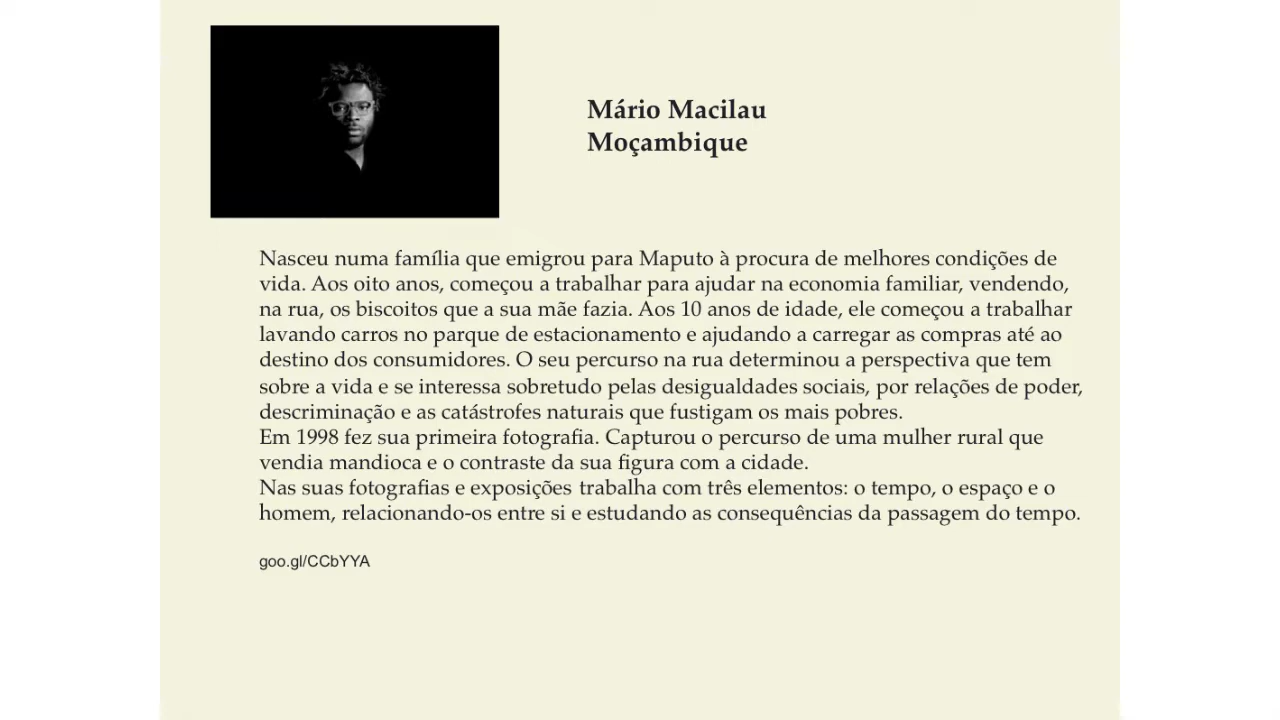 Mário Macilau
Moçambique
Nasceu numa família que emigrou para Maputo à procura de melhores condições de
vida. Aos oito anos, começou a trabalhar para ajudar na economia familiar, vendendo,
na rua, os biscoitos que a sua mãe fazia. Aos 10 anos de idade, ele começou a trabalhar
lavando carros no parque de estacionamento e ajudando a carregar as compras até ao
destino dos consumidores. O seu percurso na rua determinou a perspectiva que tem
sobre a vida e se interessa sobretudo pelas desigualdades sociais, por relações de poder,
descriminação e as catástrofes naturais que fustigam os mais pobres.
Em 1998 fez sua primeira fotografia. Capturou o percurso de uma mulher rural que
vendia mandioca e o contraste da sua figura com a cidade.
Nas suas fotografias e exposições trabalha com três elementos: o tempo, o espaço e o
homem, relacionando-os entre si e estudando as consequências da passagem do tempo.
goo.gl/CCbYYA